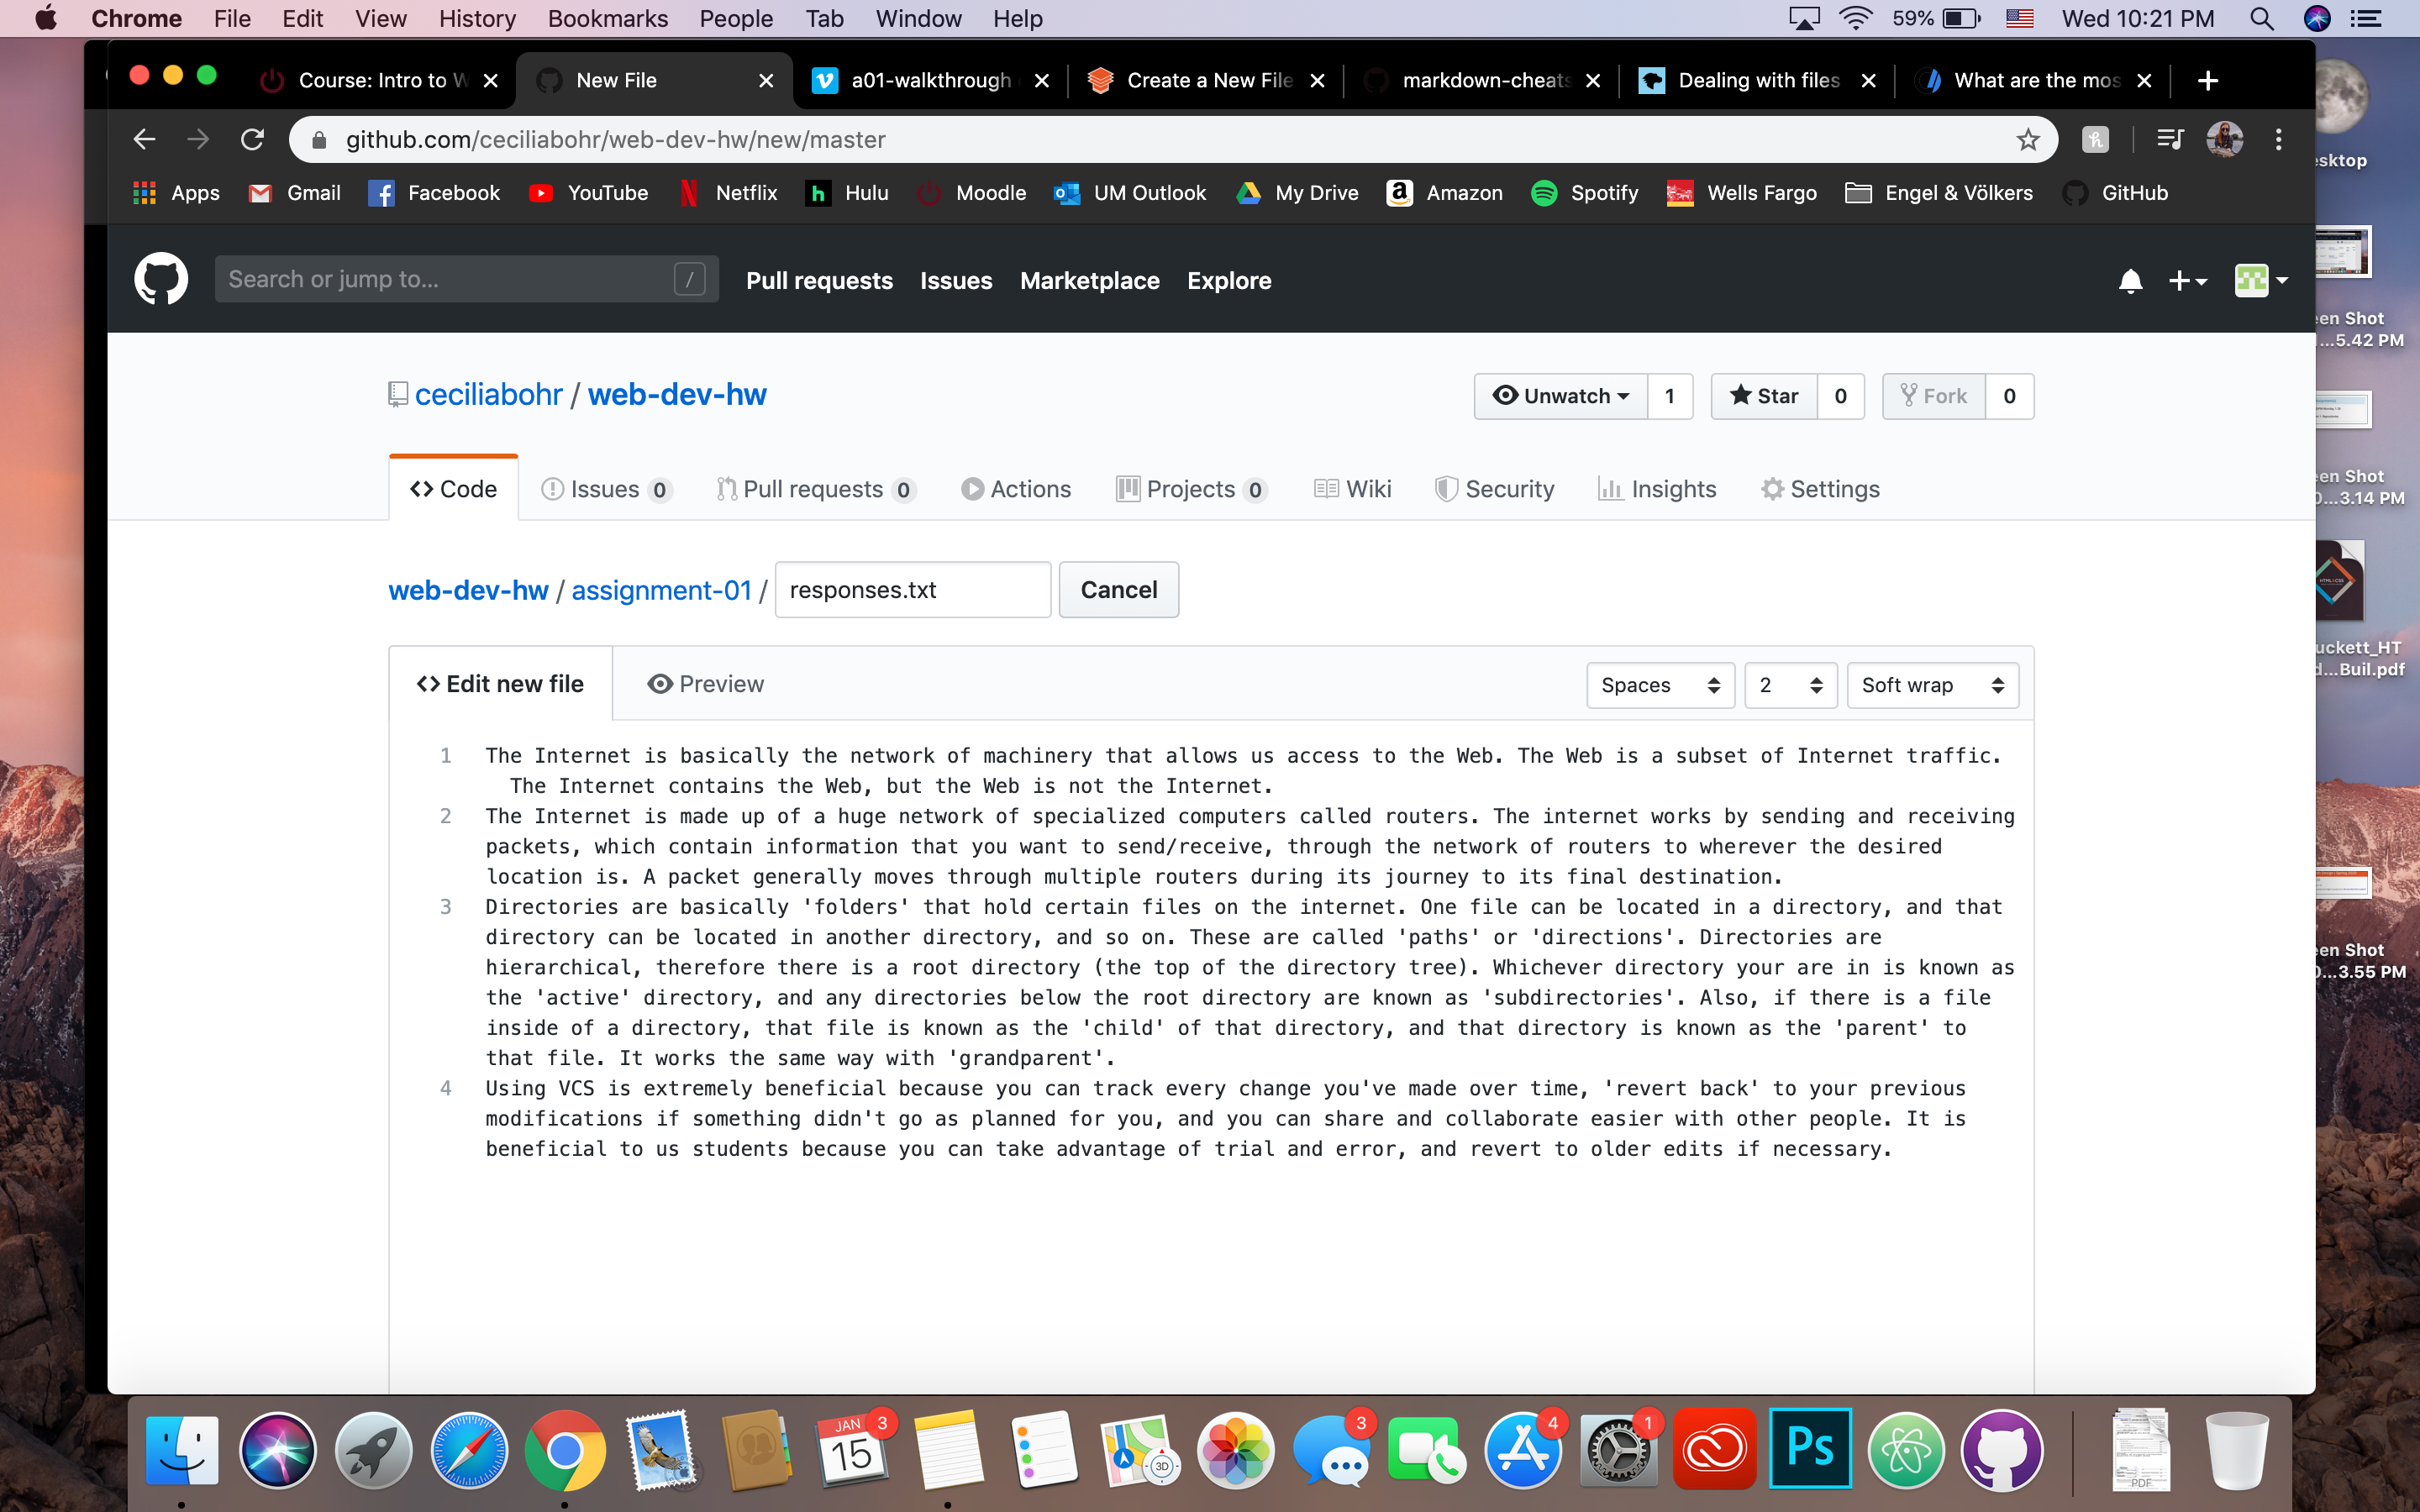 Chrome File Edit View History Bookmarks People Tab Window Help 59% Wed 10:21 PM
Course: Intro to W New File a01-walkthrough Create a New File markdown-cheats Dealing with files What are the mos
github.com/ceciliabohr/web-dev-hw/new/master
Apps Gmail Facebook YouTube Netflix Hulu Moodle UM Outlook My Drive Amazon Spotify Wells Fargo Engel & Völkers GitHub
Search or jump to... / Pull requests Issues Marketplace Explore
ceciliabohr / web-dev-hw Unwatch 1 Star 0 Fork 0
Code Issues 0 Pull requests 0 Actions Projects 0 Wiki Security Insights Settings
web-dev-hw / assignment-01 / responses.txt Cancel
Edit new file Preview Spaces 2 Soft wrap
1 The Internet is basically the network of machinery that allows us access to the Web. The Web is a subset of Internet traffic.
The Internet contains the Web, but the Web is not the Internet.
2 The Internet is made up of a huge network of specialized computers called routers. The internet works by sending and receiving
packets, which contain information that you want to send/receive, through the network of routers to wherever the desired
location is. A packet generally moves through multiple routers during its journey to its final destination.
3 Directories are basically 'folders' that hold certain files on the internet. One file can be located in a directory, and that
directory can be located in another directory, and so on. These are called 'paths' or 'directions'. Directories are
hierarchical, therefore there is a root directory (the top of the directory tree). Whichever directory your are in is known as
the 'active' directory, and any directories below the root directory are known as 'subdirectories'. Also, if there is a file
inside of a directory, that file is known as the 'child' of that directory, and that directory is known as the 'parent' to
that file. It works the same way with 'grandparent'.
4 Using VCS is extremely beneficial because you can track every change you've made over time, 'revert back' to your previous
modifications if something didn't go as planned for you, and you can share and collaborate easier with other people. It is
beneficial to us students because you can take advantage of trial and error, and revert to older edits if necessary.
sktop
en Shot
...5.42 PM
en Shot
...3.14 PM
HTML CSS
uckett_HT
d...Buil.pdf
en Shot
...3.55 PM
JAN 15 3
3D
3
4
1
Ps
PDF